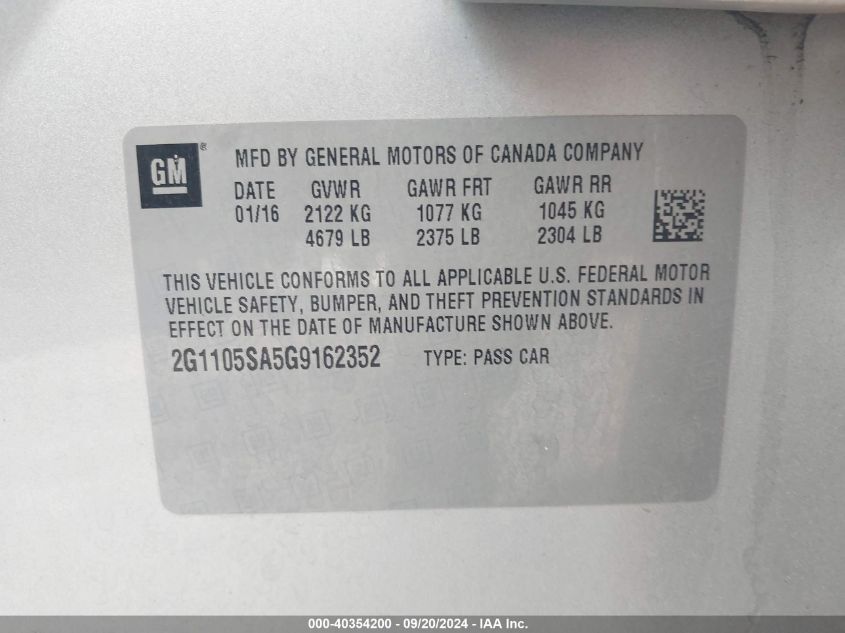 GM ®
MFD BY GENERAL MOTORS OF CANADA COMPANY
DATE GVWR GAWR FRT GAWR RR
01/16 2122 KG 1077 KG 1045 KG
4679 LB 2375 LB 2304 LB
THIS VEHICLE CONFORMS TO ALL APPLICABLE U.S. FEDERAL MOTOR
VEHICLE SAFETY, BUMPER, AND THEFT PREVENTION STANDARDS IN
EFFECT ON THE DATE OF MANUFACTURE SHOWN ABOVE.
2G1105SA5G9162352 TYPE: PASS CAR
000-40354200 - 09/20/2024 - IAA Inc.